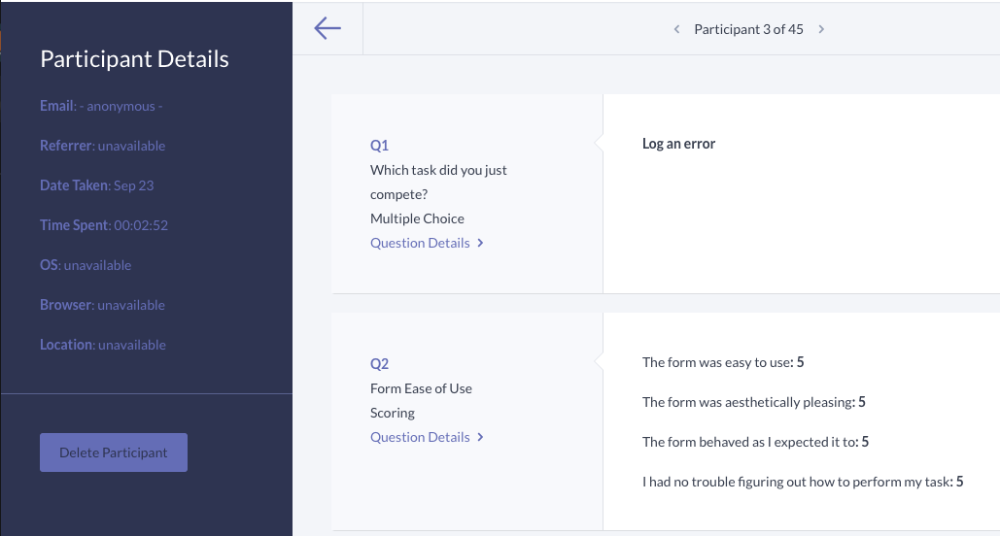 Participant Details
Email: - anonymous -
Referrer: unavailable
Date Taken: Sep 23
Time Spent: 00:02:52
OS: unavailable
Browser: unavailable
Location: unavailable
Delete Participant
Participant 3 of 45
Q1
Which task did you just
compete?
Multiple Choice
Question Details
Log an error
Q2
Form Ease of Use
Scoring
Question Details
The form was easy to use: 5
The form was aesthetically pleasing: 5
The form behaved as I expected it to: 5
I had no trouble figuring out how to perform my task: 5